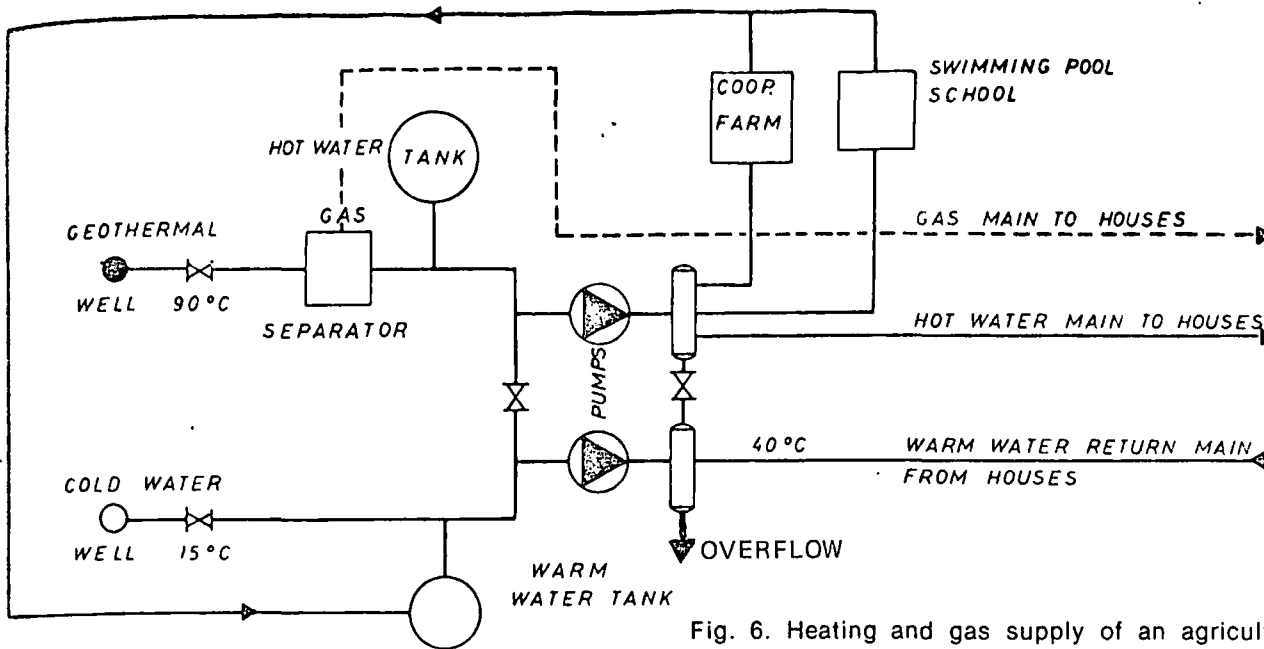 COOP.
FARM
SWIMMING POOL
SCHOOL
HOT WATER
TANK
GAS
GEOTHERMAL
WELL 90°C
SEPARATOR
GAS MAIN TO HOUSES
HOT WATER MAIN TO HOUSES
PUMPS
40°C WARM WATER RETURN MAIN
FROM HOUSES
COLD WATER
WELL 15°C
OVERFLOW
WARM
WATER TANK
Fig. 6. Heating and gas supply of an agricul